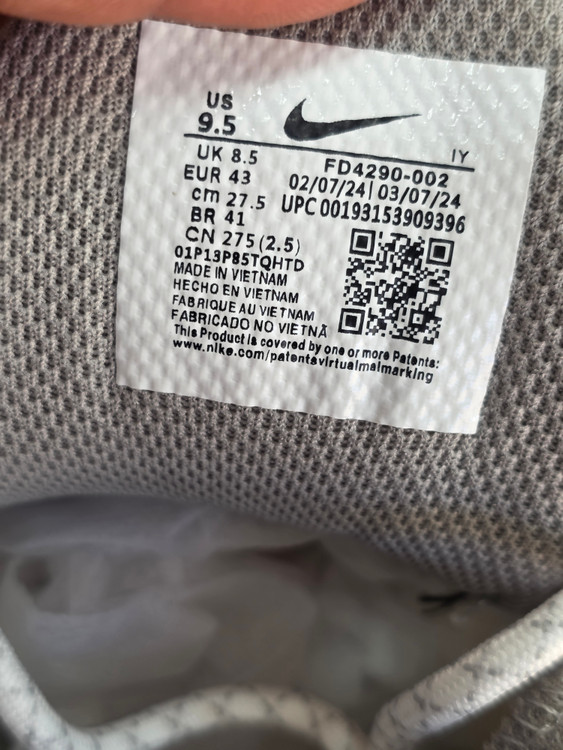 US
9.5
IY
UK 8.5
EUR 43
cm 27.5
BR 41
CN 275 (2.5)
FD4290-002
02/07/24| 03/07/24
UPC 00193153909396
01P13P85TQHTD
MADE IN VIETNAM
HECHO EN VIETNAM
FABRIQUE AU VIETNAM
FABRICADO NO VIETNÃ
This Product is covered by one or more Patents:
www.nike.com/patentsvirtualmalmarking